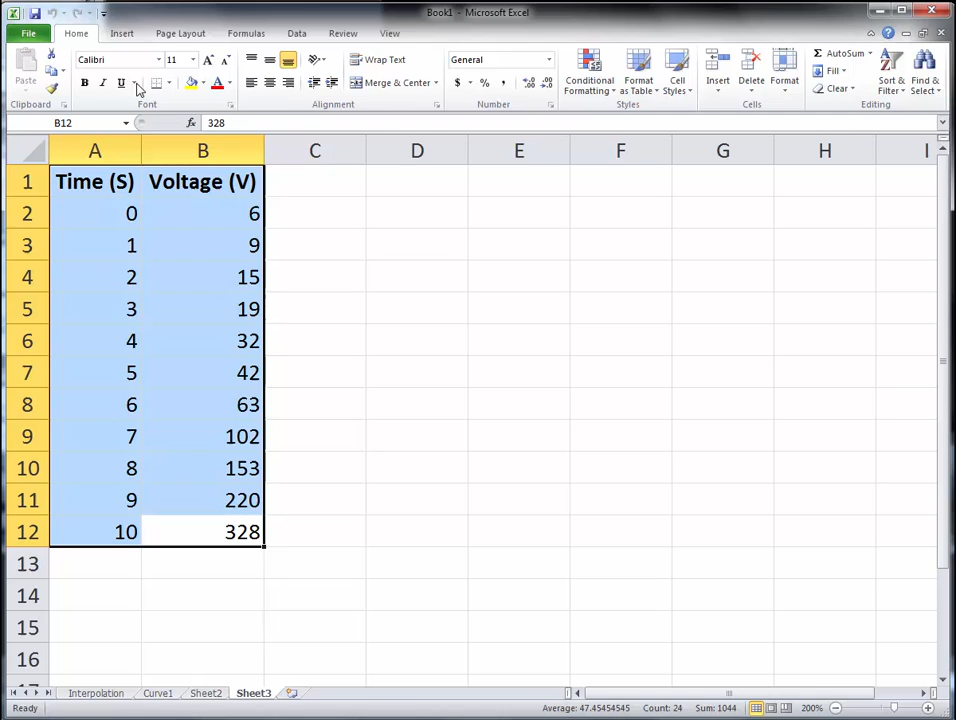 Book1 - Microsoft Excel
File Home Insert Page Layout Formulas Data Review View
Calibri 11 A A Wrap Text General AutoSum
Paste Conditional Formatting Format as Table Cell Styles Insert Delete Format Fill Sort & Filter Find & Select
B I U A Merge & Center $ % , Clear
Clipboard Font Alignment Number Styles Cells Editing
B12 fx 328
A B C D E F G H I
1 Time (S) Voltage (V)
2 0 6
3 1 9
4 2 15
5 3 19
6 4 32
7 5 42
8 6 63
9 7 102
10 8 153
11 9 220
12 10 328
13
14
15
16
Interpolation Curve1 Sheet2 Sheet3
Ready Average: 47.45454545 Count: 24 Sum: 1044 200%